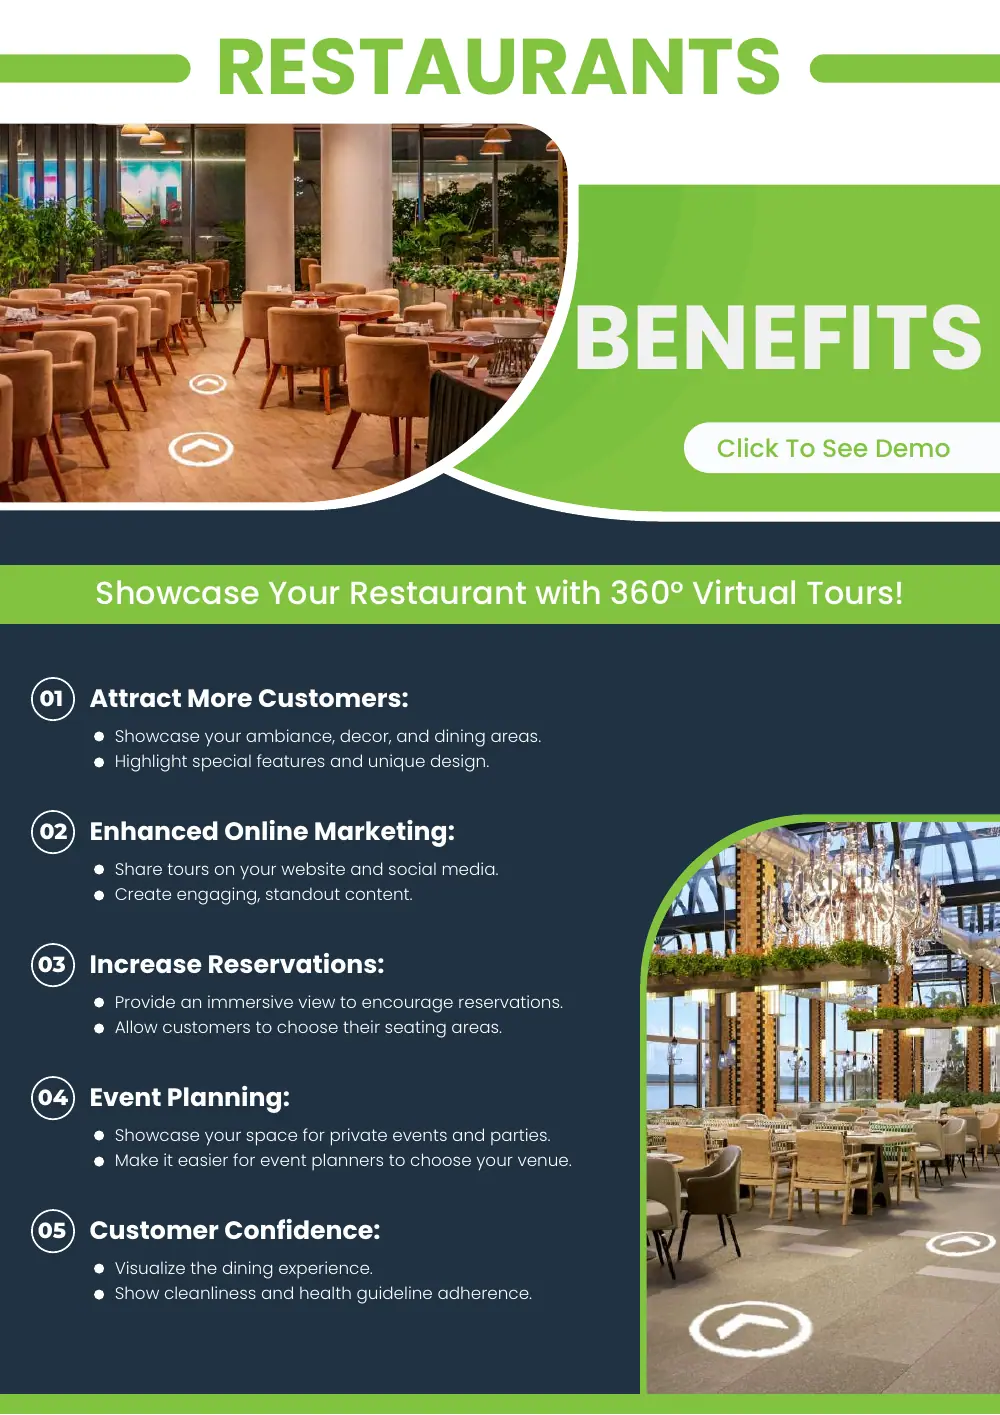 RESTAURANTS
BENEFITS
Click To See Demo
Showcase Your Restaurant with 360° Virtual Tours!
01 Attract More Customers:
● Showcase your ambiance, decor, and dining areas.
● Highlight special features and unique design.
02 Enhanced Online Marketing:
● Share tours on your website and social media.
● Create engaging, standout content.
03 Increase Reservations:
● Provide an immersive view to encourage reservations.
● Allow customers to choose their seating areas.
04 Event Planning:
● Showcase your space for private events and parties.
● Make it easier for event planners to choose your venue.
05 Customer Confidence:
● Visualize the dining experience.
● Show cleanliness and health guideline adherence.